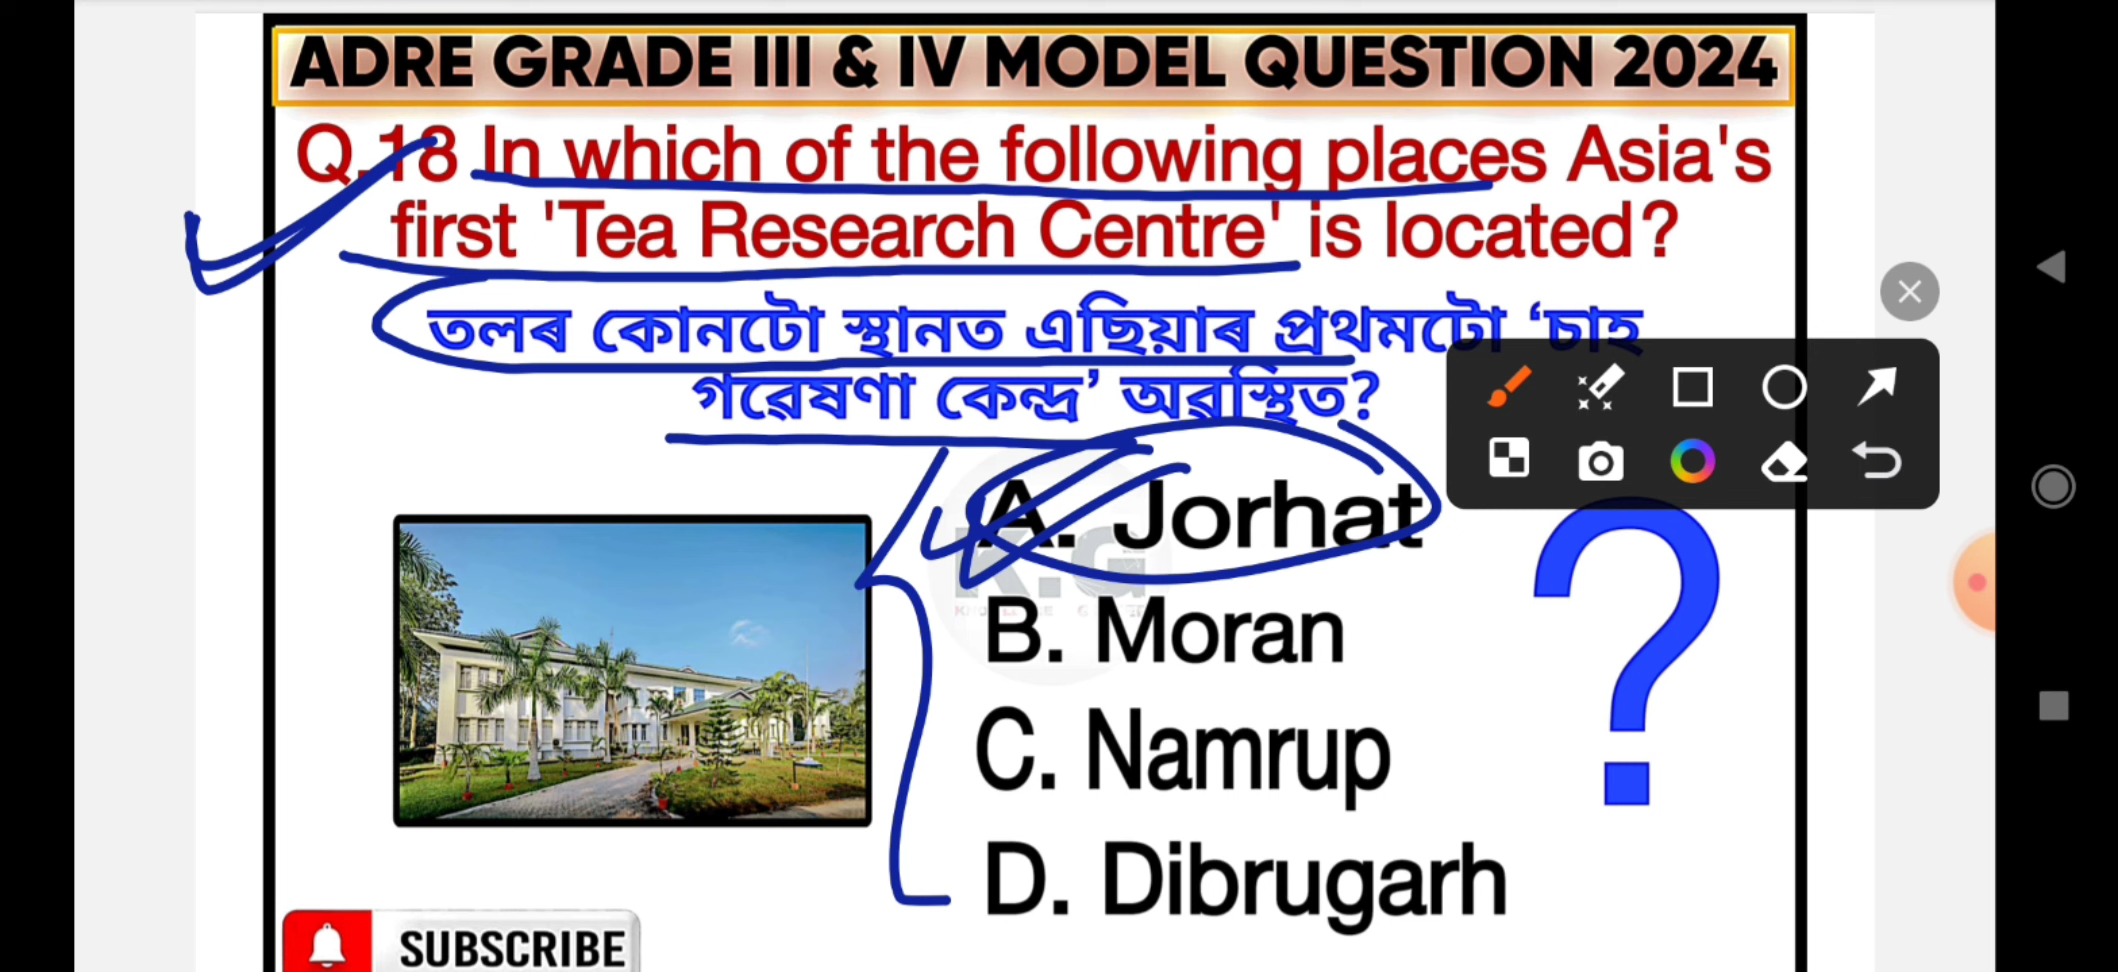 ADRE GRADE III & IV MODEL QUESTION 2024
Q.18 In which of the following places Asia's
first 'Tea Research Centre' is located?
তলৰ কোনটো স্থানত এছিয়াৰ প্ৰথমটো ‘চাহ
গৱেষণা কেন্দ্ৰ’ অৱস্থিত?
A. Jorhat
K.G
B. Moran
C. Namrup
D. Dibrugarh
?
SUBSCRIBE